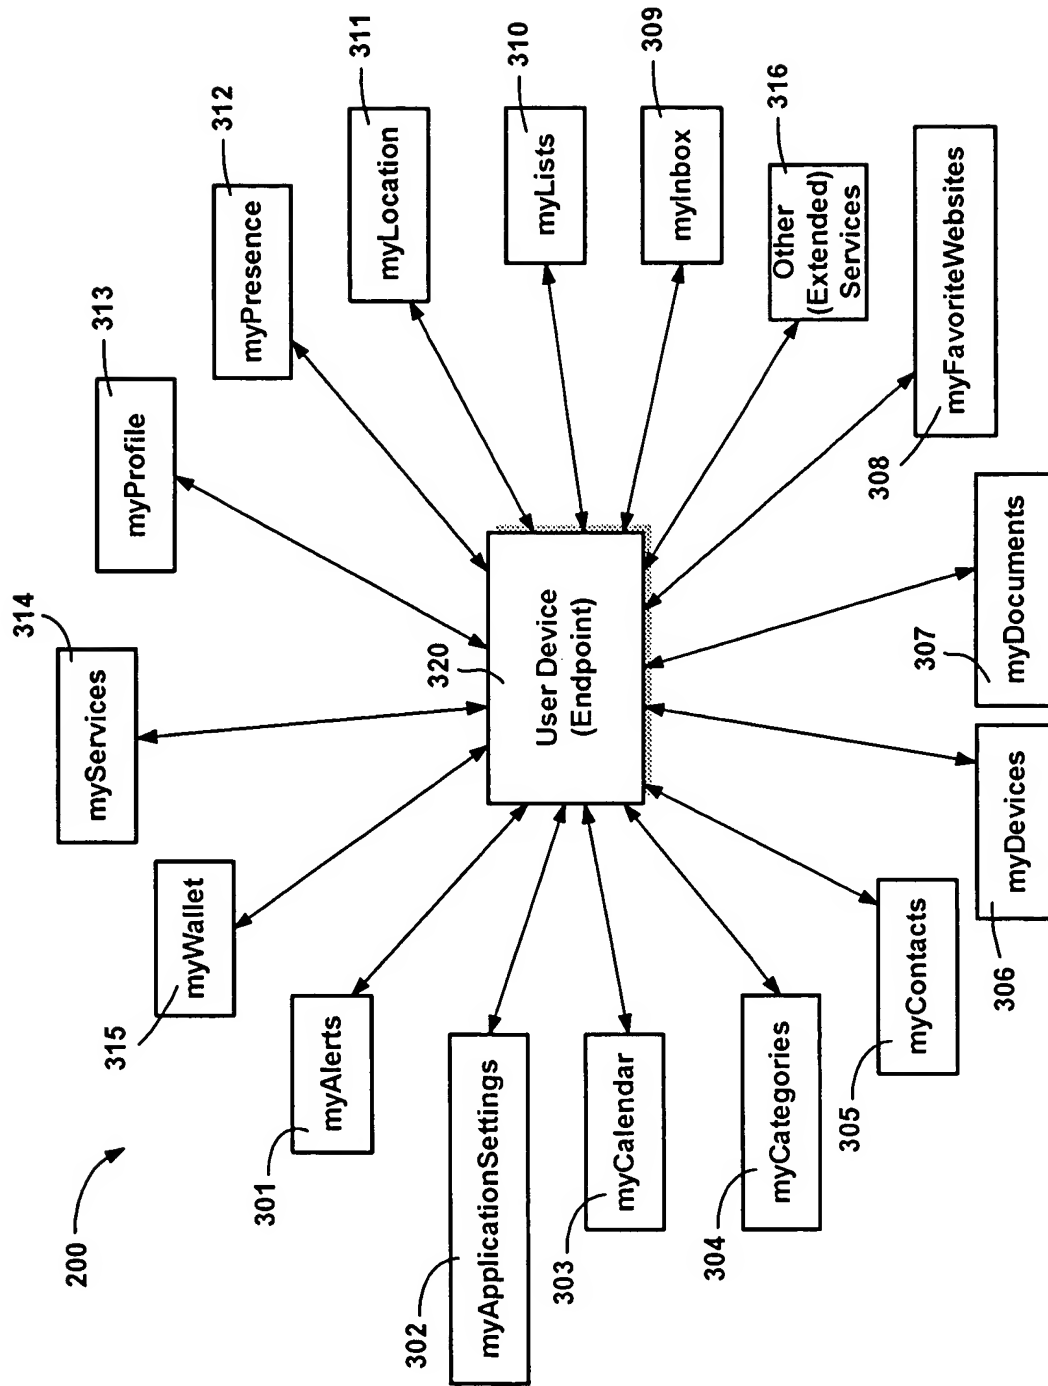 200
315
myWallet
314
myServices
313
myProfile
312
myPresence
311
myLocation
310
myLists
309
myInbox
316
Other
(Extended)
Services
308
myFavoriteWebsites
307
myDocuments
306
myDevices
305
myContacts
304
myCategories
303
myCalendar
302
myApplicationSettings
301
myAlerts
320
User Device
(Endpoint)